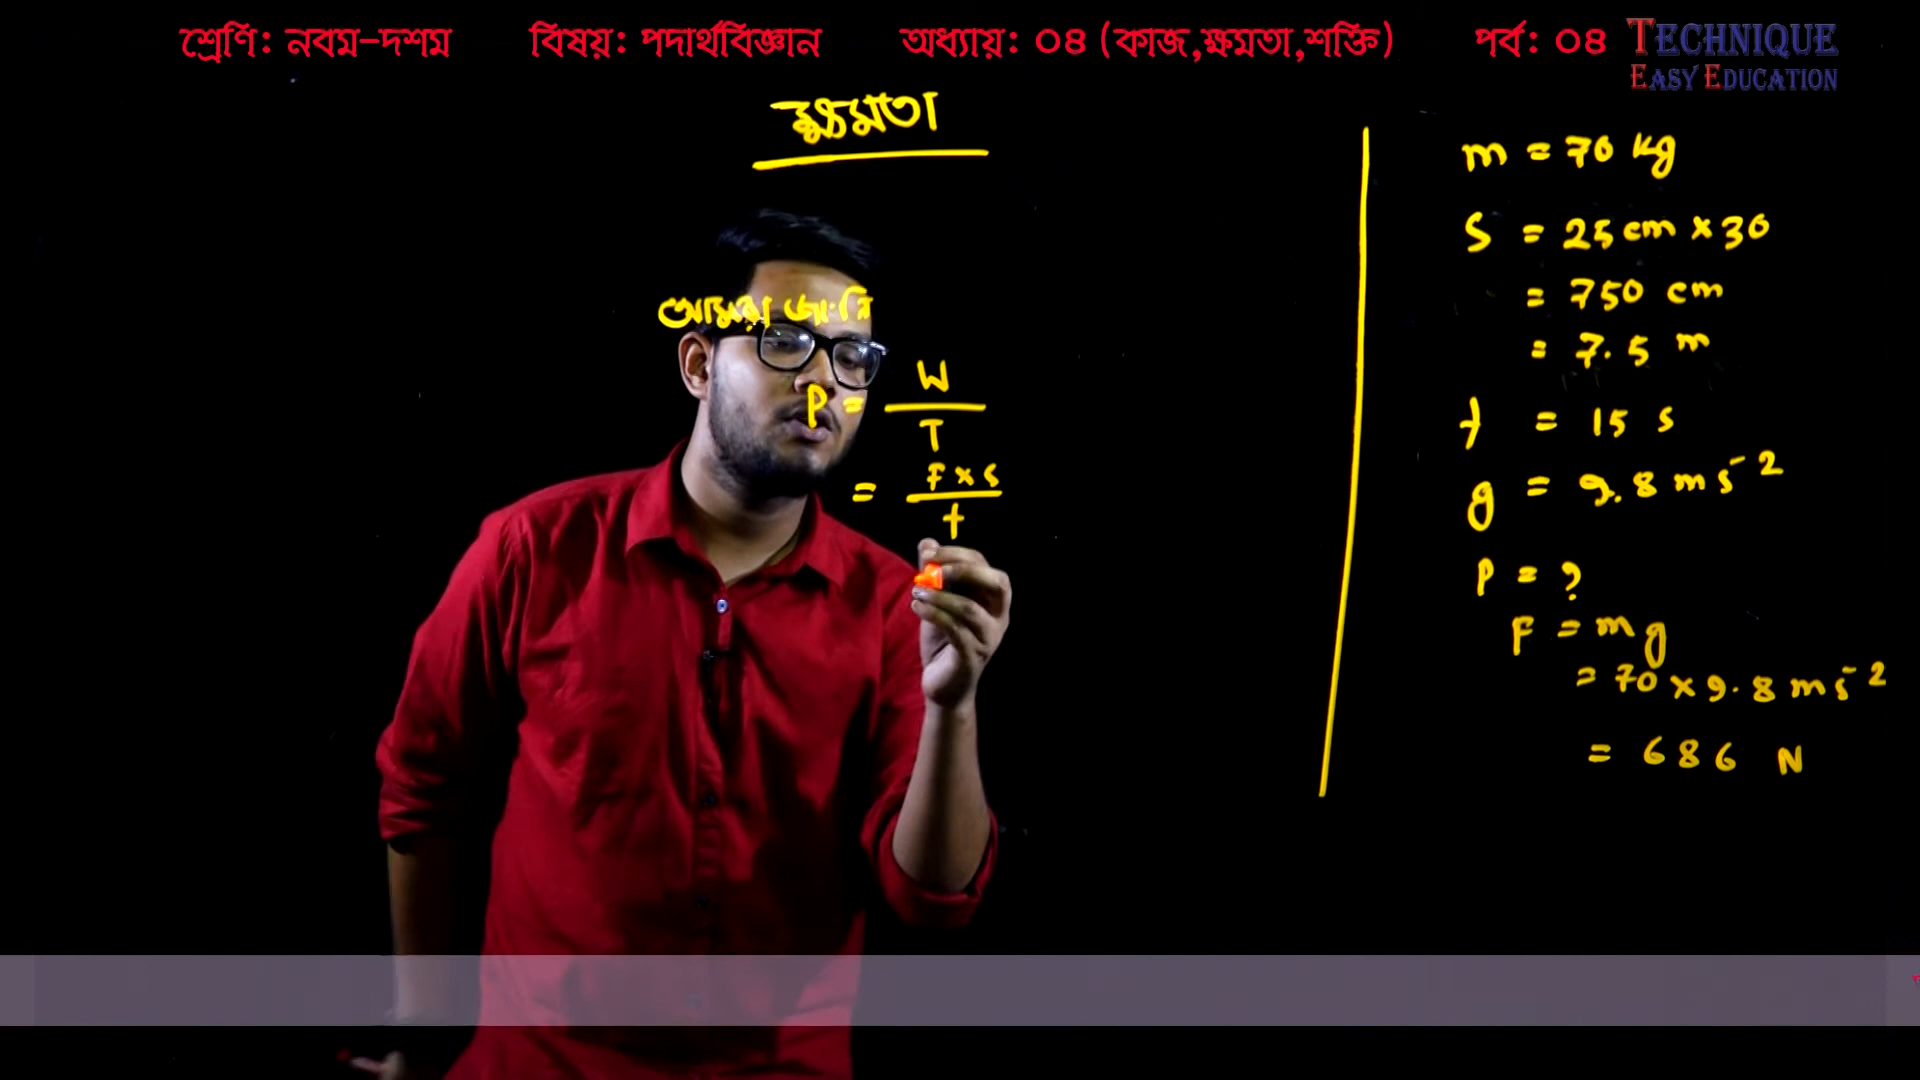 শ্রেণি: নবম-দশম বিষয়: পদার্থবিজ্ঞান অধ্যায়: ০৪ (কাজ,ক্ষমতা,শক্তি) পর্ব: ০৪
TECHNIQUE
EASY EDUCATION
ক্ষমতা
আমরা জানি
P = W / T
= F × s / t
m = 70 kg
S = 25 cm × 30
= 750 cm
= 7.5 m
t = 15 s
g = 9.8 ms⁻²
P = ?
F = mg
= 70 × 9.8 ms⁻²
= 686 N